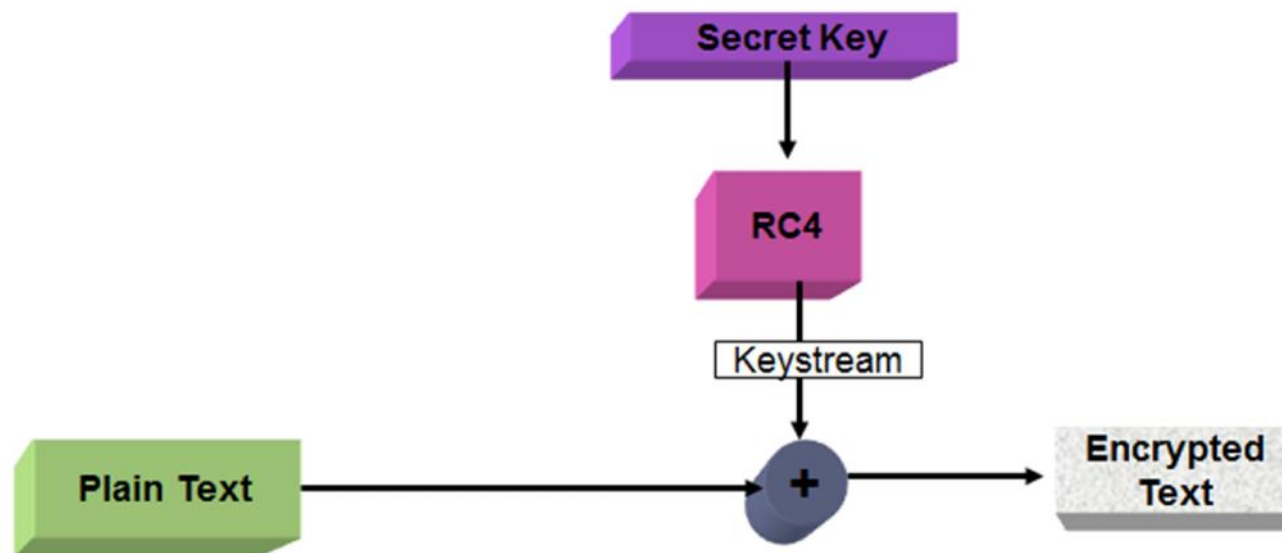 Secret Key
RC4
Keystream
Plain Text
+
Encrypted
Text